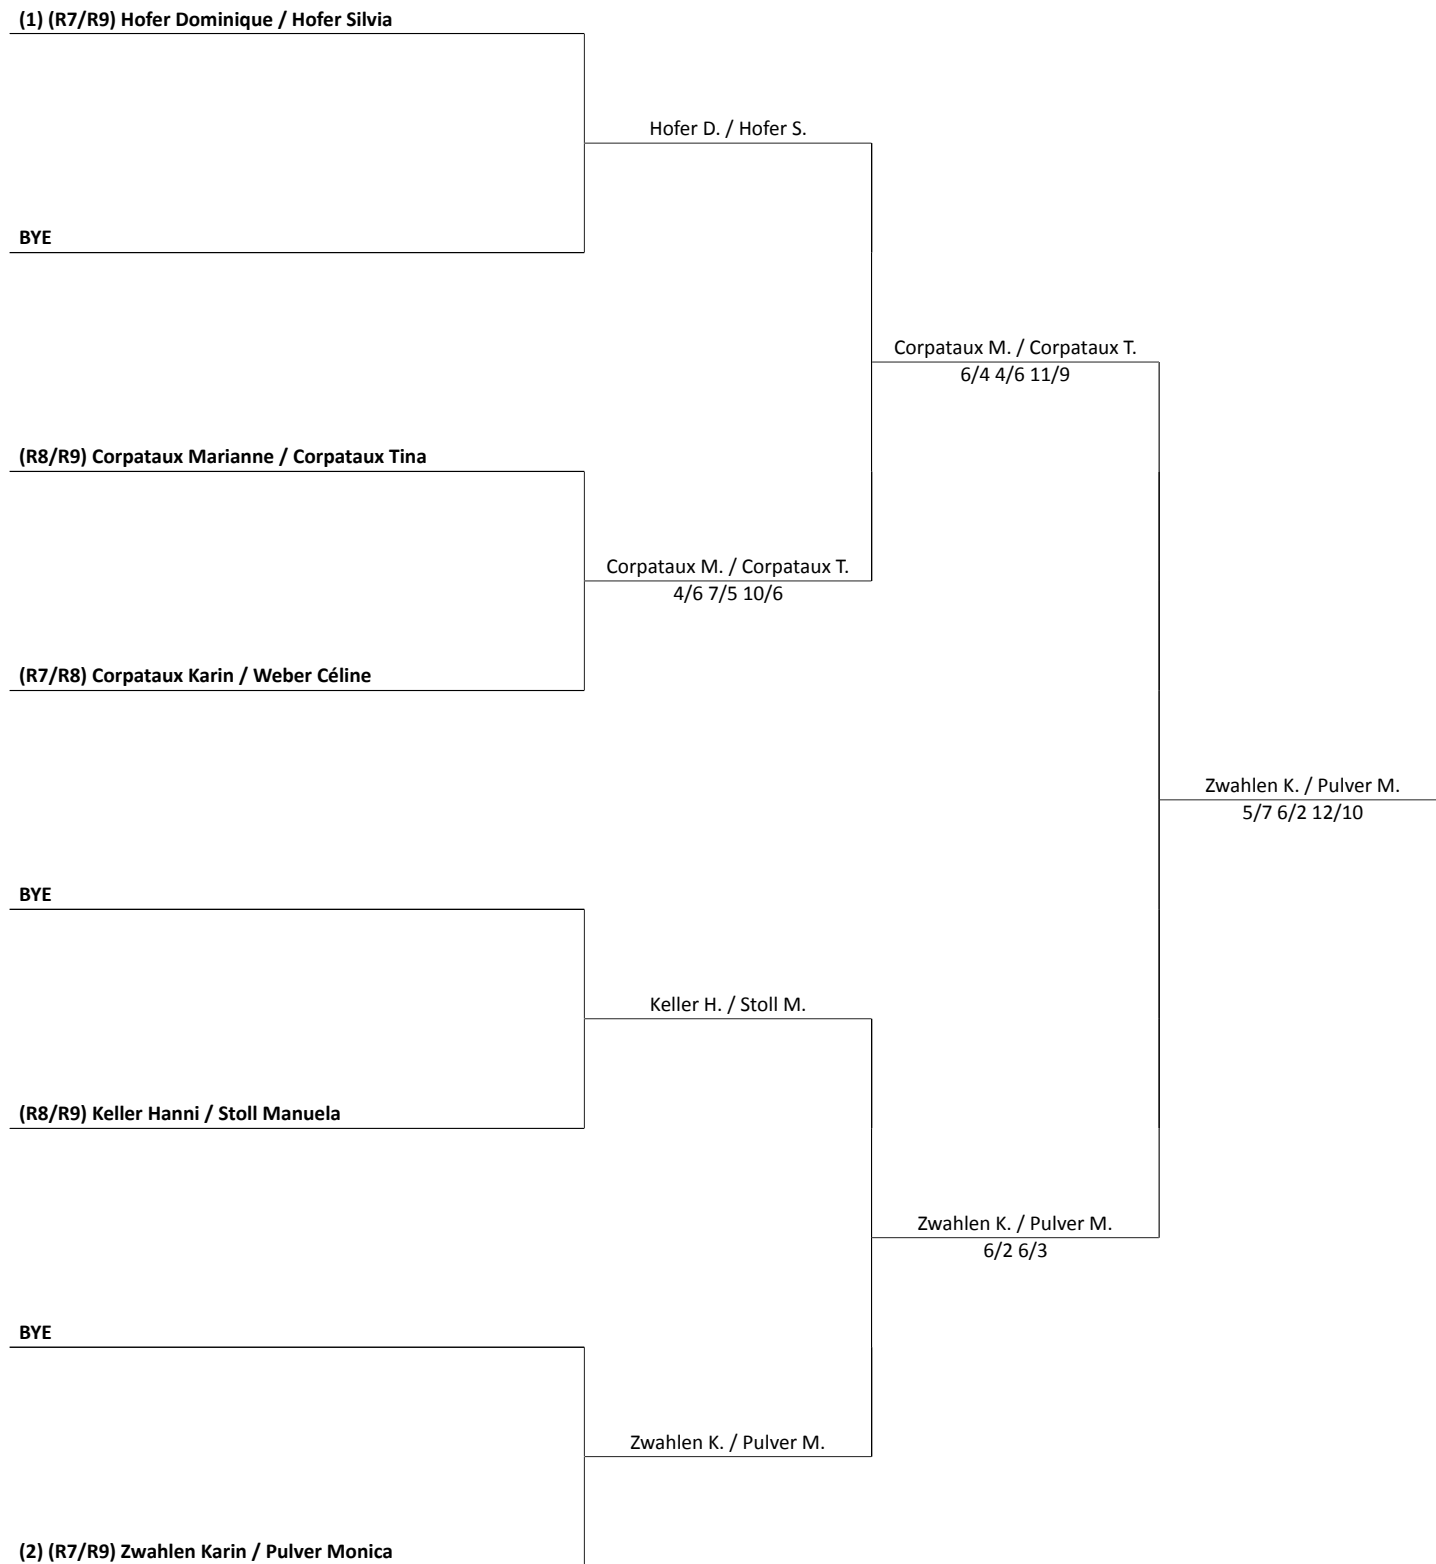 (1) (R7/R9) Hofer Dominique / Hofer Silvia
Hofer D. / Hofer S.
BYE
Corpataux M. / Corpataux T.
6/4 4/6 11/9
(R8/R9) Corpataux Marianne / Corpataux Tina
Corpataux M. / Corpataux T.
4/6 7/5 10/6
(R7/R8) Corpataux Karin / Weber Céline
Zwahlen K. / Pulver M.
5/7 6/2 12/10
BYE
Keller H. / Stoll M.
(R8/R9) Keller Hanni / Stoll Manuela
Zwahlen K. / Pulver M.
6/2 6/3
BYE
Zwahlen K. / Pulver M.
(2) (R7/R9) Zwahlen Karin / Pulver Monica